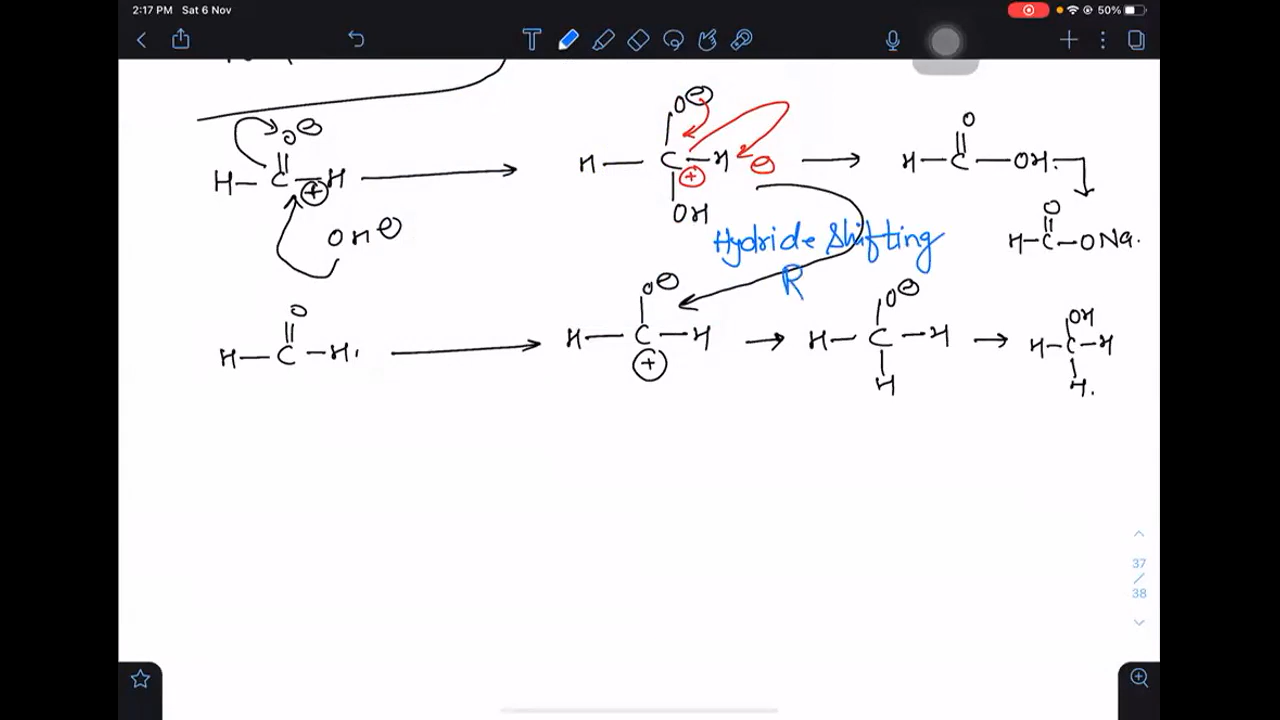 2:17 PM Sat 6 Nov
50%
O⊖
H—C—H
⊕
OH⊖
O⊖
H—C—H ⊖
⊕
OH
O
H—C—OH.
O
H—C—ONa.
Hydride Shifting
R
O
H—C—H.
O⊖
H—C—H
⊕
O⊖
H—C—H
H
OH
H—C—H
H.
37
/
38